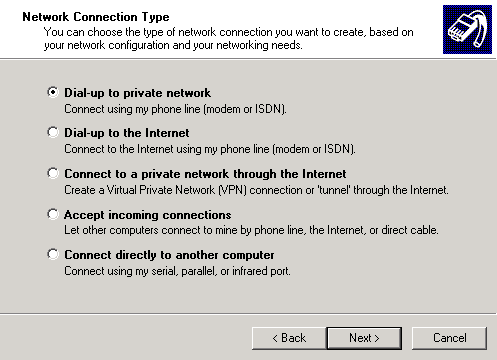 Network Connection Type
You can choose the type of network connection you want to create, based on
your network configuration and your networking needs.
Dial-up to private network
Connect using my phone line (modem or ISDN).
Dial-up to the Internet
Connect to the Internet using my phone line (modem or ISDN).
Connect to a private network through the Internet
Create a Virtual Private Network (VPN) connection or 'tunnel' through the Internet.
Accept incoming connections
Let other computers connect to mine by phone line, the Internet, or direct cable.
Connect directly to another computer
Connect using my serial, parallel, or infrared port.
< Back
Next >
Cancel